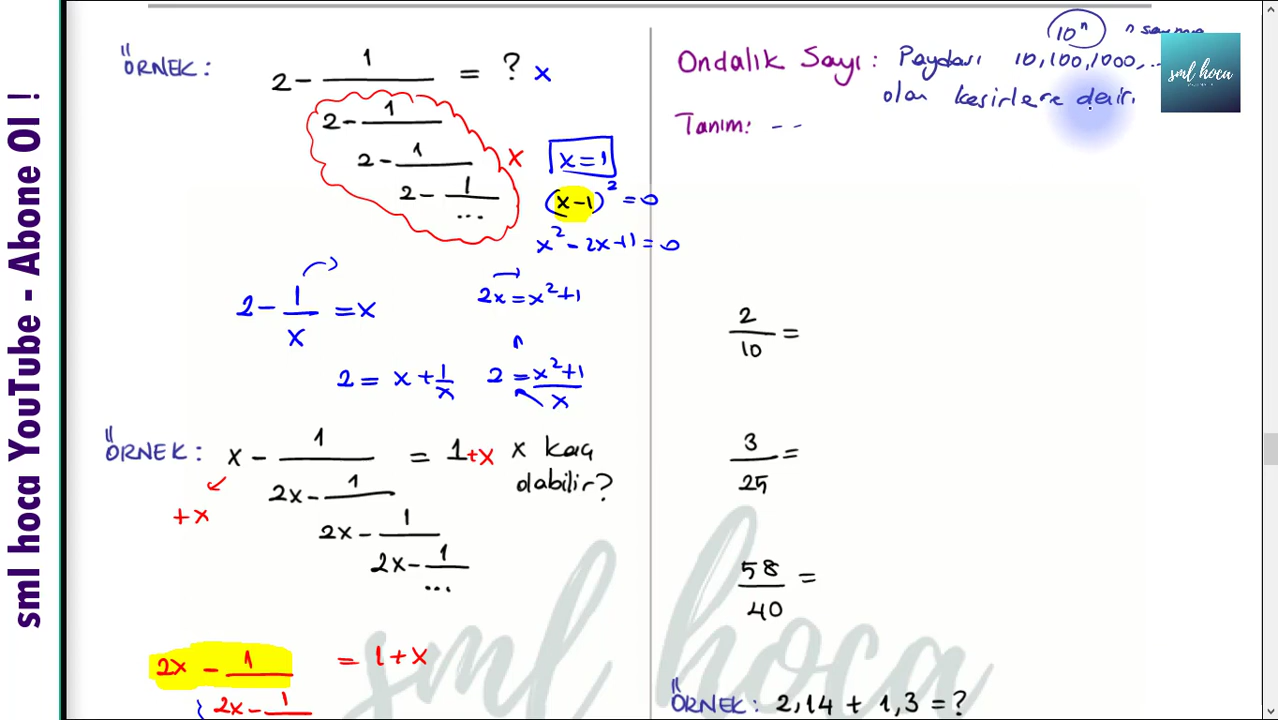 sml hoca YouTube - Abone Ol !
ÖRNEK: 2 - 1 = ? x
2 - 1
2 - 1 x
2 - 1
...
x = 1
(x-1)² = 0
x² - 2x + 1 = 0
2x = x² + 1
2 - 1/x = x
2 = x + 1/x 2 = x²+1/x
ÖRNEK: x - 1 = 1+x x kaç
olabilir?
2x - 1
2x - 1
2x - 1
...
+x
2x - 1 = 1+x
2x - 1
10ⁿ n
Ondalık Sayı: Paydası 10, 100, 1000, ...
olan kesirlere denir.
Tanım: --
sml hoca
2/10 =
3/25 =
58/40 =
sml hoca
ÖRNEK: 2,14 + 1,3 = ?